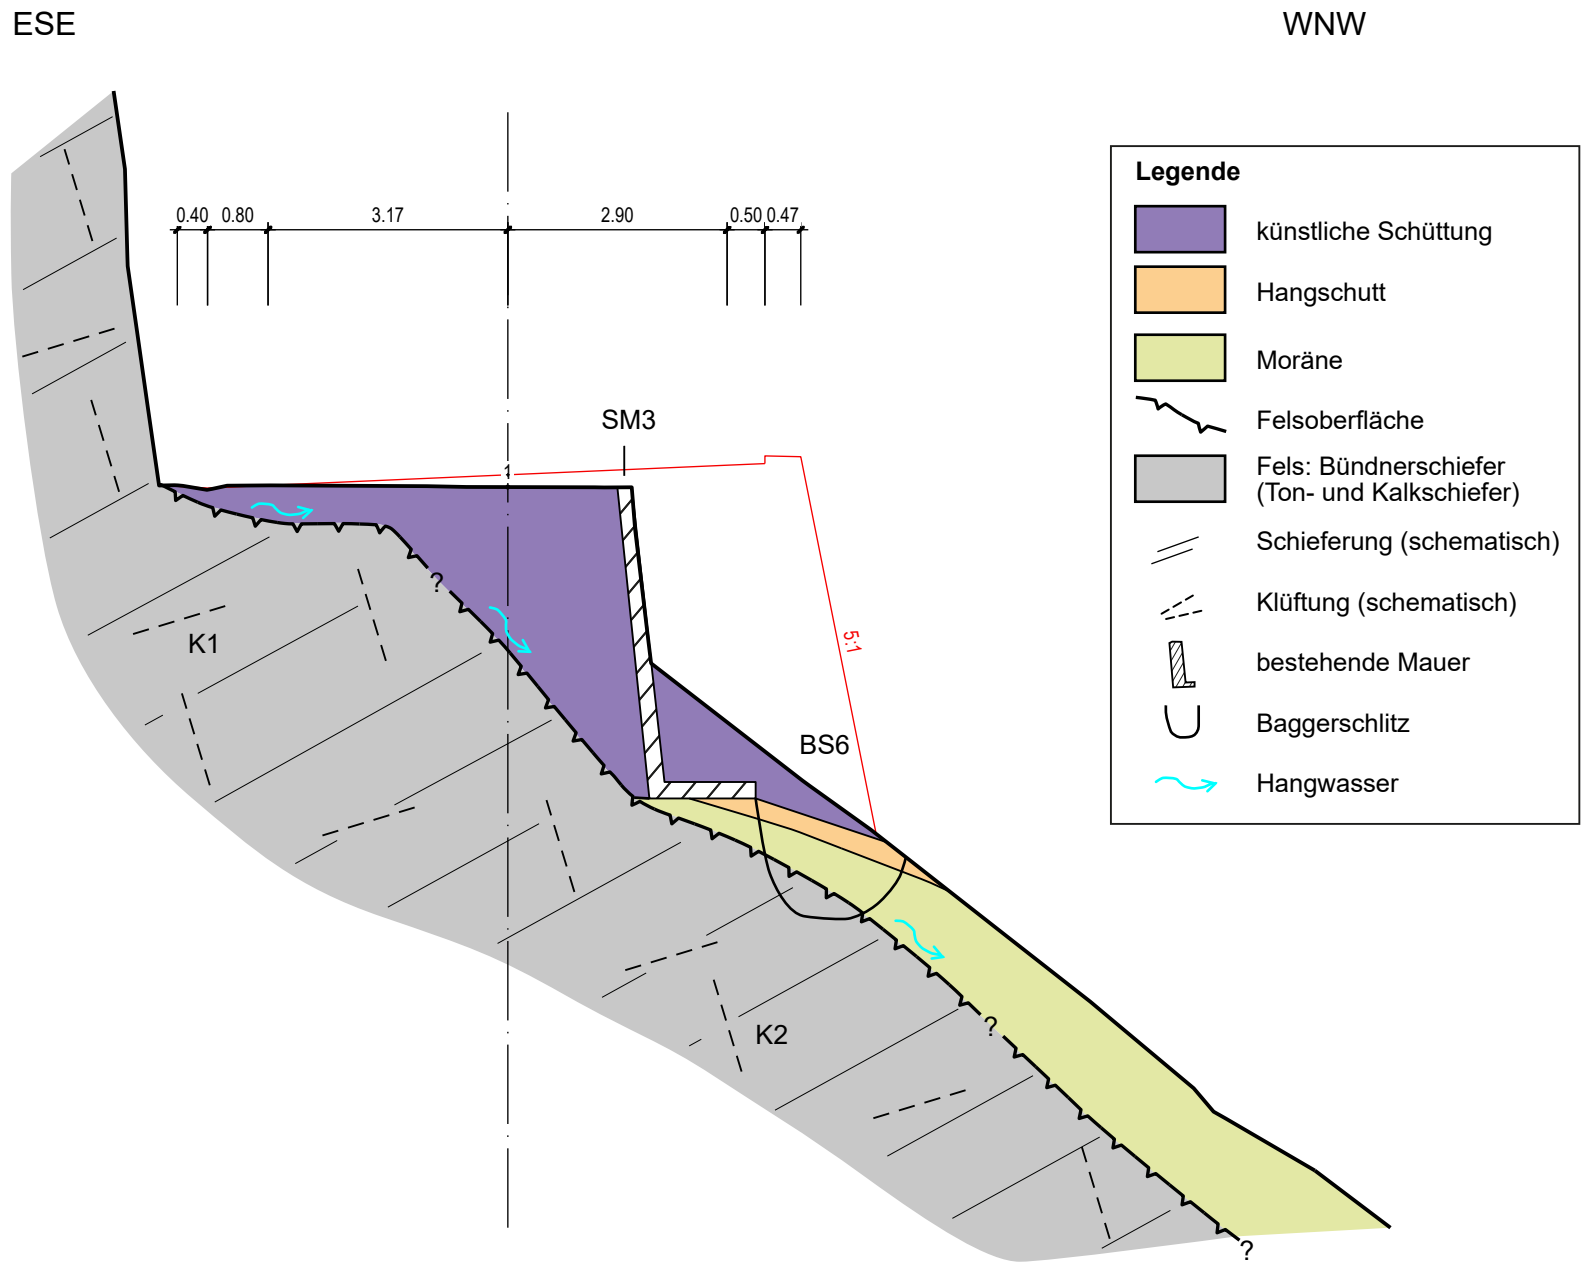 ESE
WNW
0.40 0.80 3.17 2.90 0.50 0.47
SM3
1
?
K1
5:1
BS6
?
K2
?
Legende
künstliche Schüttung
Hangschutt
Moräne
Felsoberfläche
Fels: Bündnerschiefer
(Ton- und Kalkschiefer)
Schieferung (schematisch)
Klüftung (schematisch)
bestehende Mauer
Baggerschlitz
Hangwasser